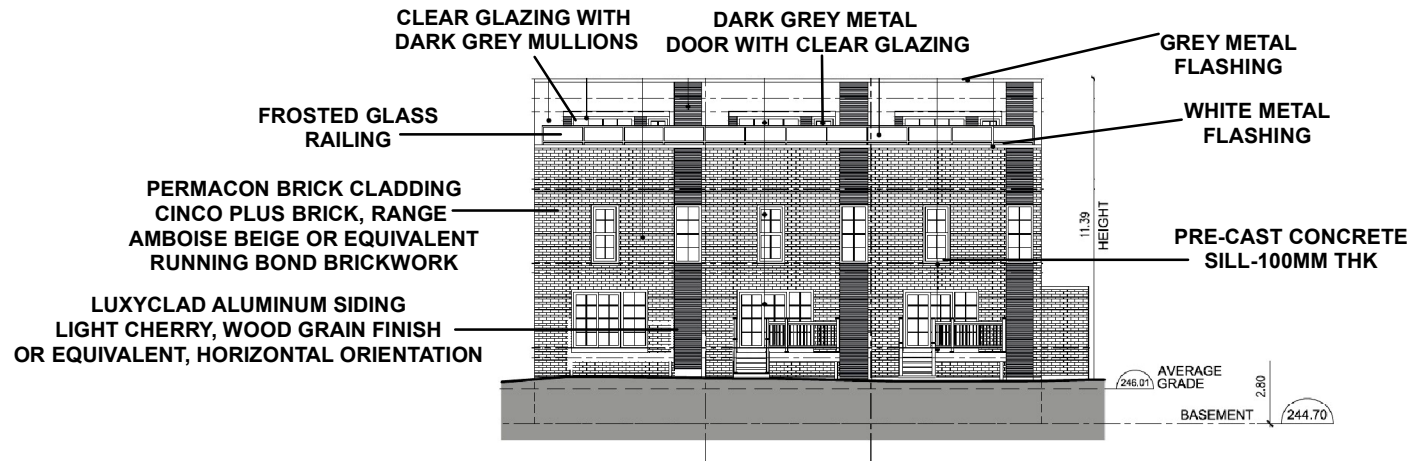 CLEAR GLAZING WITH
DARK GREY MULLIONS
DARK GREY METAL
DOOR WITH CLEAR GLAZING
GREY METAL
FLASHING
FROSTED GLASS
RAILING
WHITE METAL
FLASHING
PERMACON BRICK CLADDING
CINCO PLUS BRICK, RANGE
AMBOISE BEIGE OR EQUIVALENT
RUNNING BOND BRICKWORK
11.39
HEIGHT
PRE-CAST CONCRETE
SILL-100MM THK
LUXYCLAD ALUMINUM SIDING
LIGHT CHERRY, WOOD GRAIN FINISH
OR EQUIVALENT, HORIZONTAL ORIENTATION
246.01
AVERAGE
GRADE
2.80
BASEMENT
244.70